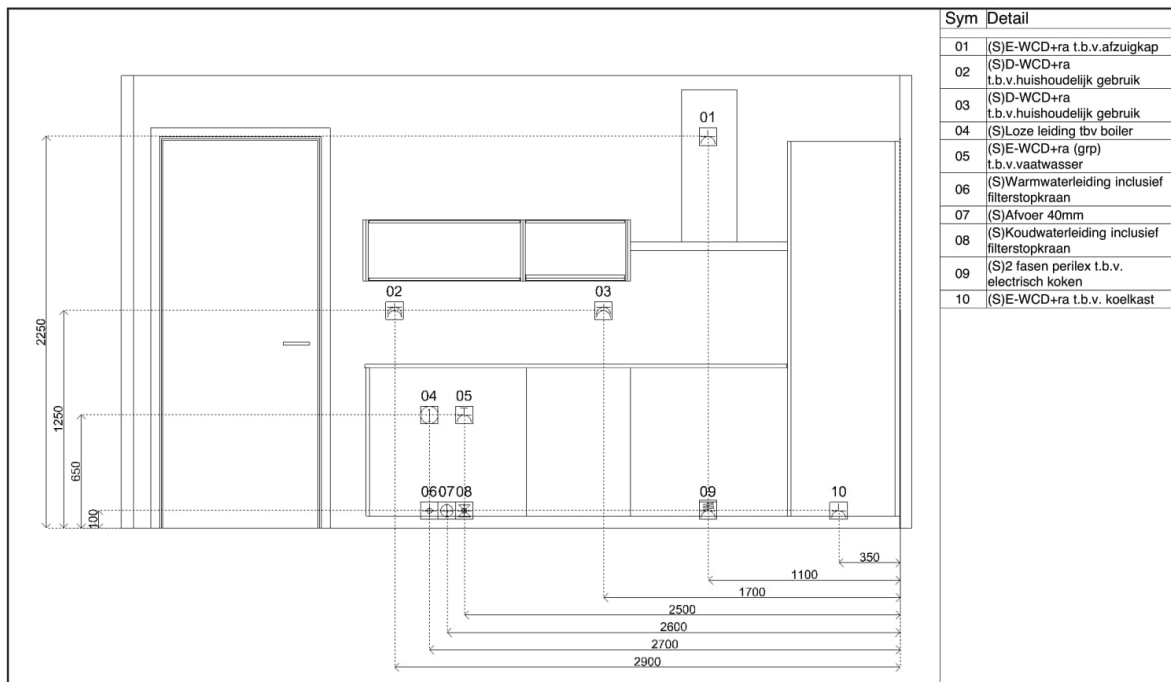 Sym Detail
01 (S)E-WCD+ra t.b.v.afzuigkap
02 (S)D-WCD+ra
t.b.v.huishoudelijk gebruik
03 (S)D-WCD+ra
t.b.v.huishoudelijk gebruik
04 (S)Loze leiding tbv boiler
05 (S)E-WCD+ra (grp)
t.b.v.vaatwasser
06 (S)Warmwaterleiding inclusief
filterstopkraan
07 (S)Afvoer 40mm
08 (S)Koudwaterleiding inclusief
filterstopkraan
09 (S)2 fasen perilex t.b.v.
electrisch koken
10 (S)E-WCD+ra t.b.v. koelkast
01
02 03
04 05
06 07 08 09 10
2250
1250
650
100
350
1100
1700
2500
2600
2700
2900